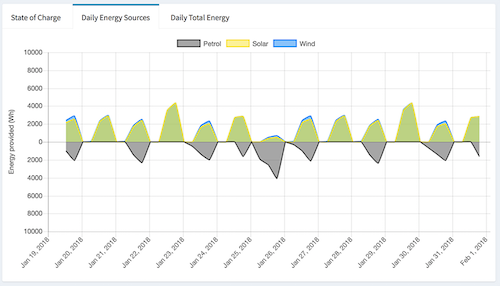 State of Charge
Daily Energy Sources
Daily Total Energy
Petrol
Solar
Wind
10000
8000
6000
4000
2000
0
2000
4000
6000
8000
10000
Energy provided (Wh)
Jan 19, 2018
Jan 20, 2018
Jan 21, 2018
Jan 22, 2018
Jan 23, 2018
Jan 24, 2018
Jan 25, 2018
Jan 26, 2018
Jan 27, 2018
Jan 28, 2018
Jan 29, 2018
Jan 30, 2018
Jan 31, 2018
Feb 1, 2018